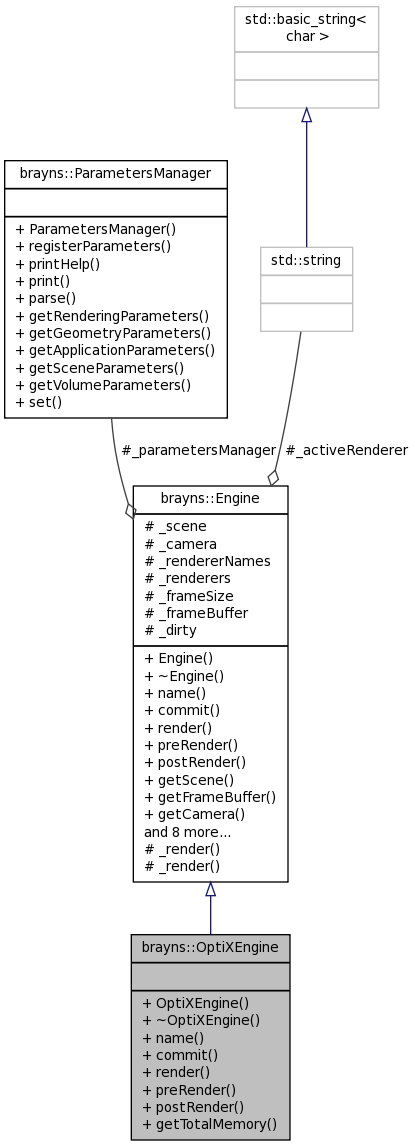 std::basic_string<
char >
brayns::ParametersManager
+ ParametersManager()
+ registerParameters()
+ printHelp()
+ print()
+ parse()
+ getRenderingParameters()
+ getGeometryParameters()
+ getApplicationParameters()
+ getSceneParameters()
+ getVolumeParameters()
+ set()
std::string
#_parametersManager
#_activeRenderer
brayns::Engine
# _scene
# _camera
# _rendererNames
# _renderers
# _frameSize
# _frameBuffer
# _dirty
+ Engine()
+ ~Engine()
+ name()
+ commit()
+ render()
+ preRender()
+ postRender()
+ getScene()
+ getFrameBuffer()
+ getCamera()
and 8 more...
# _render()
# _render()
brayns::OptiXEngine
+ OptiXEngine()
+ ~OptiXEngine()
+ name()
+ commit()
+ render()
+ preRender()
+ postRender()
+ getTotalMemory()